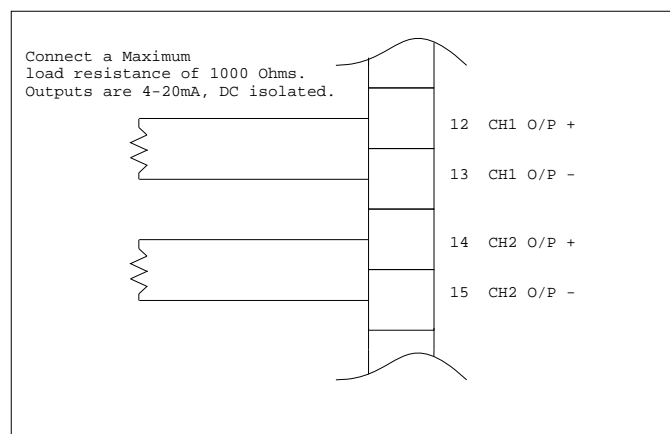 Connect a Maximum
load resistance of 1000 Ohms.
Outputs are 4-20mA, DC isolated.
12 CH1 O/P +
13 CH1 O/P -
14 CH2 O/P +
15 CH2 O/P -